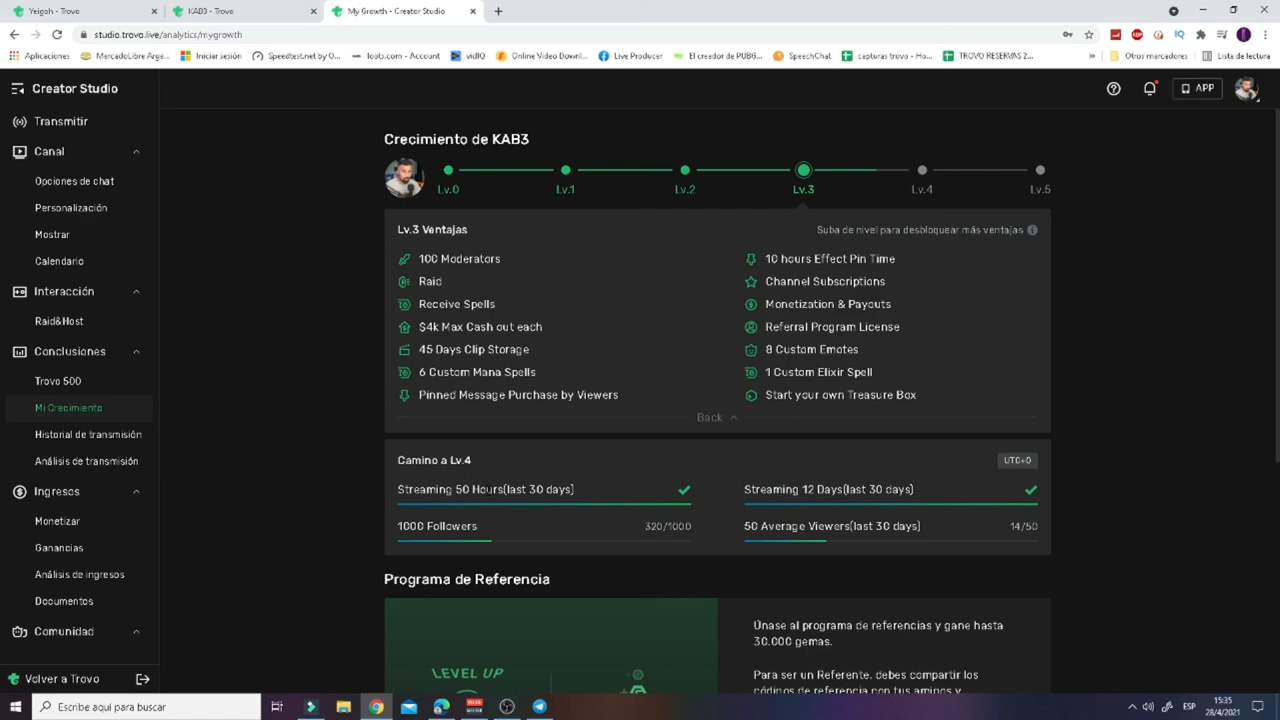 Yeigoh - Trovo
KAB3 - Trovo
My Growth - Creator Studio
studio.trovo.live/analytics/mygrowth
Aplicaciones
MercadoLibre Arge...
Iniciar sesión
Speedtest.net by O...
loots.com - Account
vidIQ
Online Video Downl...
Live Producer
El creador de PUBG...
SpeechChat
capturas trovo - Ho...
TROVO RESERVAS 2...
»
Otros marcadores
Lista de lectura
Creator Studio
APP
Transmitir
Canal
Opciones de chat
Personalización
Mostrar
Calendario
Interacción
Raid&Host
Conclusiones
Trovo 500
Mi Crecimiento
Historial de transmisión
Análisis de transmisión
Ingresos
Monetizar
Ganancias
Análisis de ingresos
Documentos
Comunidad
Volver a Trovo
Crecimiento de KAB3
Lv.0 Lv.1 Lv.2 Lv.3 Lv.4 Lv.5
Lv.3 Ventajas
Suba de nivel para desbloquear más ventajas
100 Moderators
10 hours Effect Pin Time
Raid
Channel Subscriptions
Receive Spells
Monetization & Payouts
$4k Max Cash out each
Referral Program License
45 Days Clip Storage
8 Custom Emotes
6 Custom Mana Spells
1 Custom Elixir Spell
Pinned Message Purchase by Viewers
Start your own Treasure Box
Back
Camino a Lv.4
UTC+0
Streaming 50 Hours(last 30 days)
Streaming 12 Days(last 30 days)
1000 Followers 320/1000
50 Average Viewers(last 30 days) 14/50
Programa de Referencia
LEVEL UP
Únase al programa de referencias y gane hasta
30.000 gemas.
Para ser un Referente, debes compartir los
códigos de referencia con tus amigos y
Escribe aquí para buscar
ESP
15:35
28/4/2021